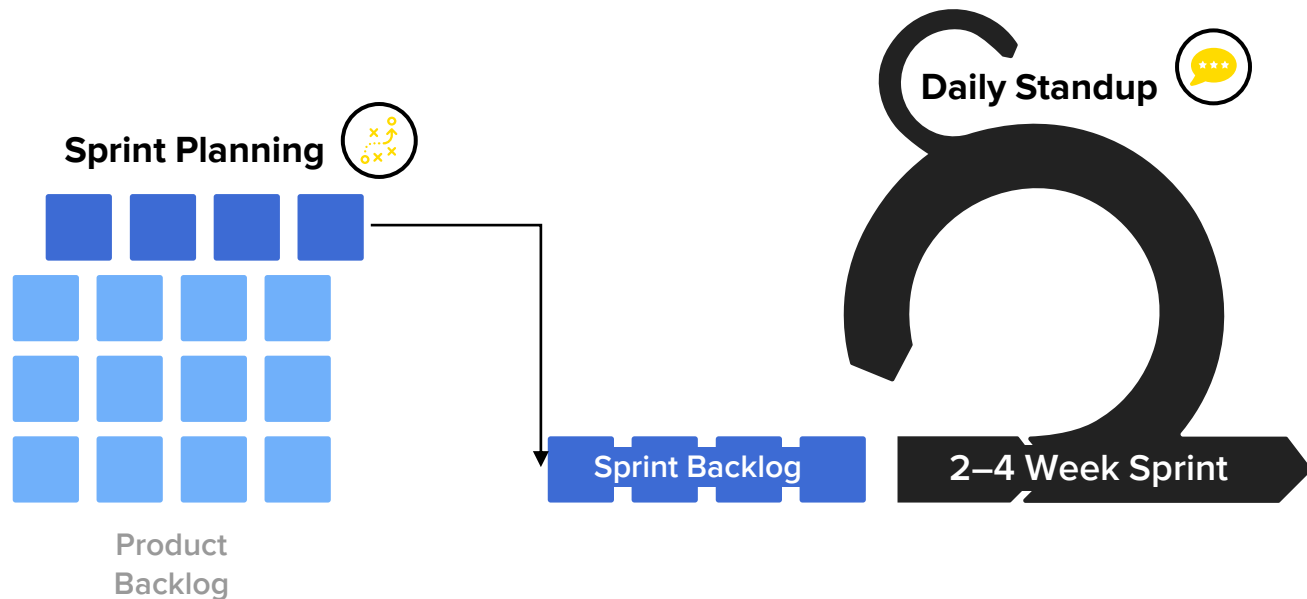 Daily Standup
Sprint Planning
Sprint Backlog
2–4 Week Sprint
Product
Backlog